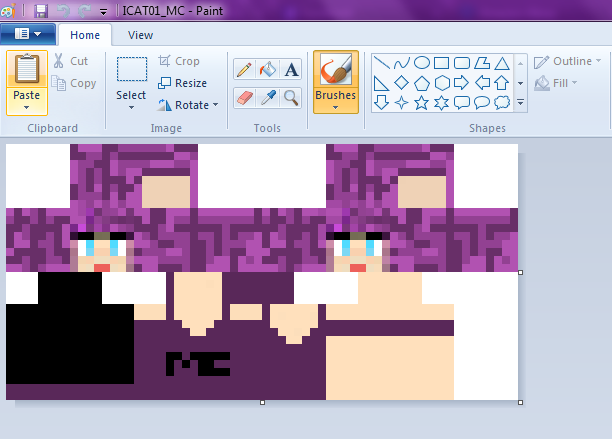 ICAT01_MC - Paint
Home View
Paste
Cut
Copy
Clipboard
Select
Crop
Resize
Rotate
Image
A
Tools
Brushes
Shapes
Outline
Fill
MC